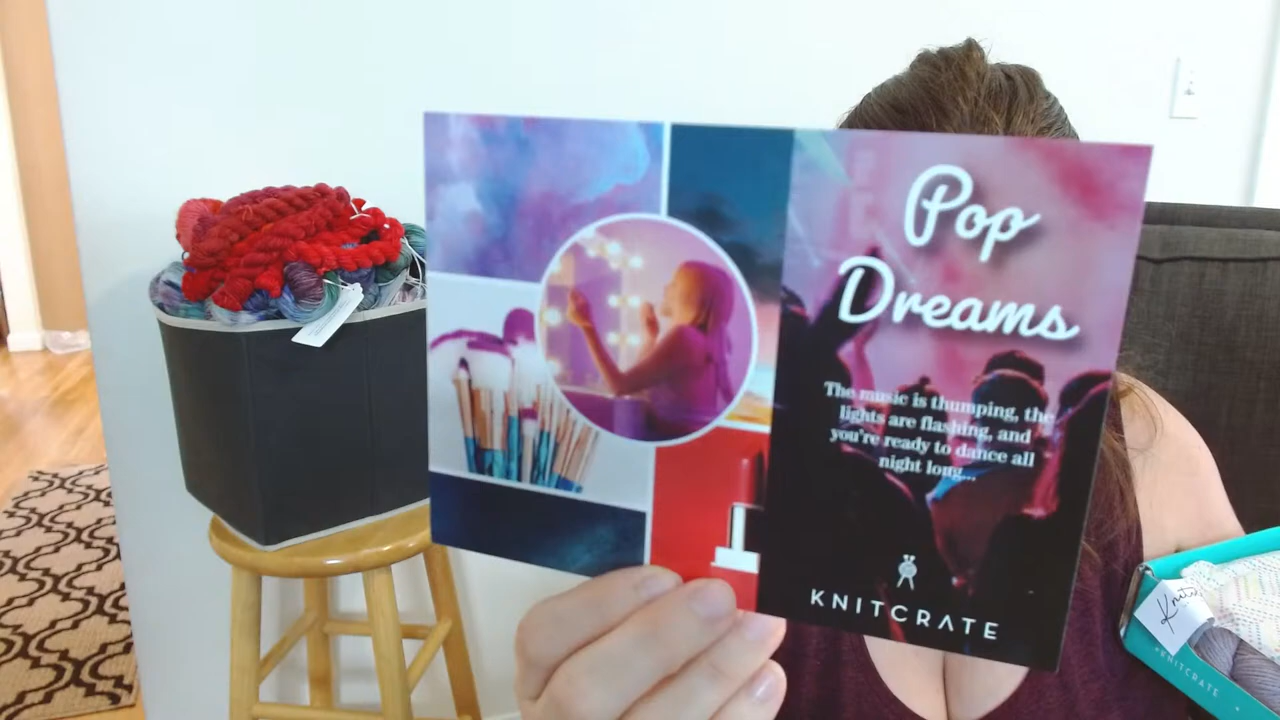 Pop
Dreams
The music is thumping, the
lights are flashing, and
you're ready to dance all
night long...
KNITCRATE
#KNITCRATE